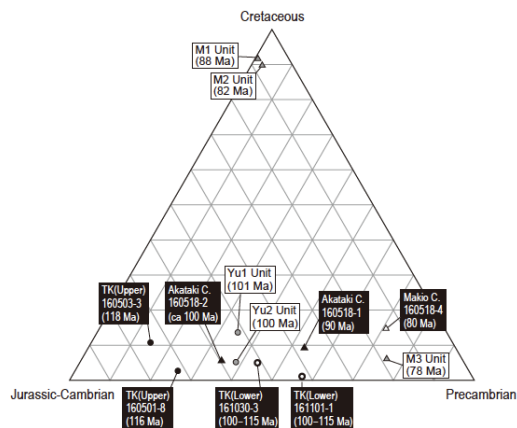 Cretaceous
M1 Unit
(88 Ma)
M2 Unit
(82 Ma)
TK(Upper)
160503-3
(118 Ma)
Akataki C.
160518-2
(ca 100 Ma)
Yu1 Unit
(101 Ma)
Yu2 Unit
(100 Ma)
Akataki C.
160518-1
(90 Ma)
Makio C.
160518-4
(80 Ma)
M3 Unit
(78 Ma)
Jurassic-Cambrian
Precambrian
TK(Upper)
160501-8
(116 Ma)
TK(Lower)
161030-3
(100–115 Ma)
TK(Lower)
161101-1
(100–115 Ma)